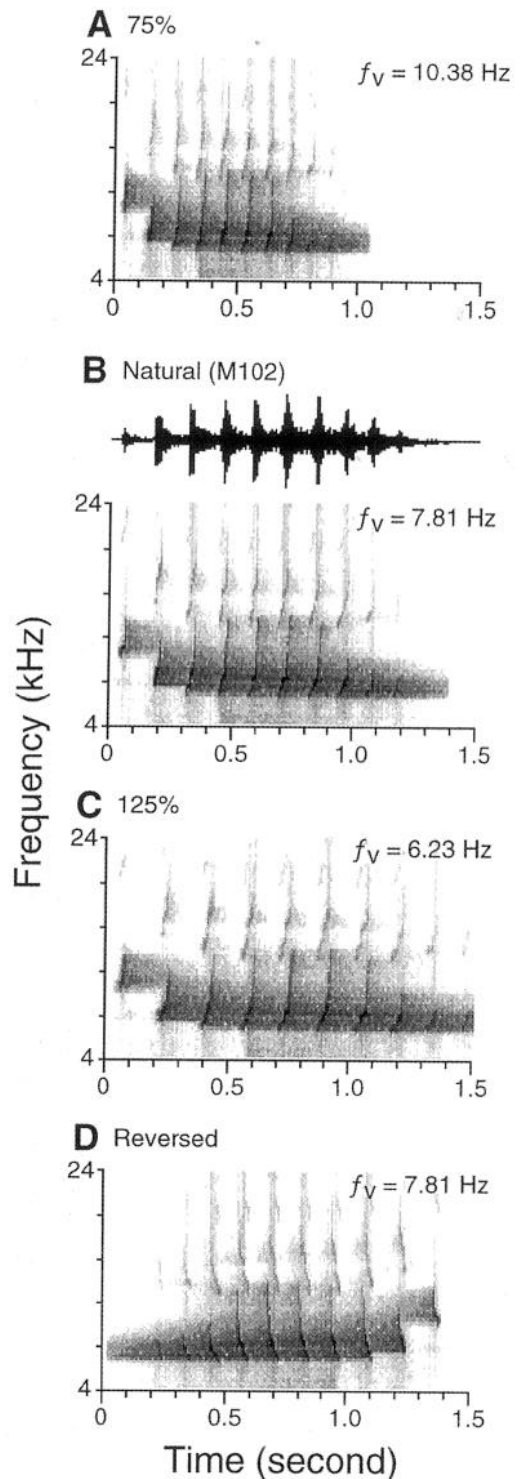 A 75%
24
fV = 10.38 Hz
4
0 0.5 1.0 1.5
B Natural (M102)
24
fV = 7.81 Hz
4
0 0.5 1.0 1.5
C 125%
24
fV = 6.23 Hz
4
0 0.5 1.0 1.5
D Reversed
24
fV = 7.81 Hz
4
0 0.5 1.0 1.5
Frequency (kHz)
Time (second)